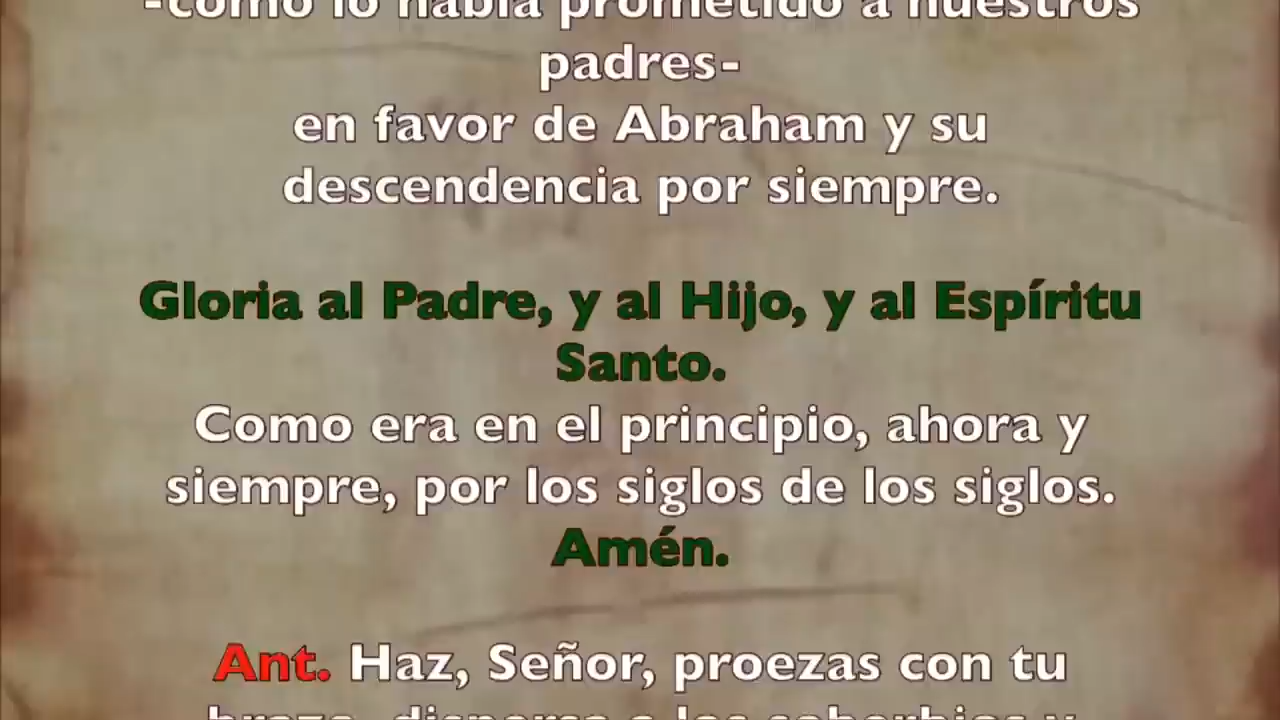 -como lo había prometido a nuestros
padres-
en favor de Abraham y su
descendencia por siempre.
Gloria al Padre, y al Hijo, y al Espíritu
Santo.
Como era en el principio, ahora y
siempre, por los siglos de los siglos.
Amén.
Ant. Haz, Señor, proezas con tu
brazo, dispersa a los soberbios y